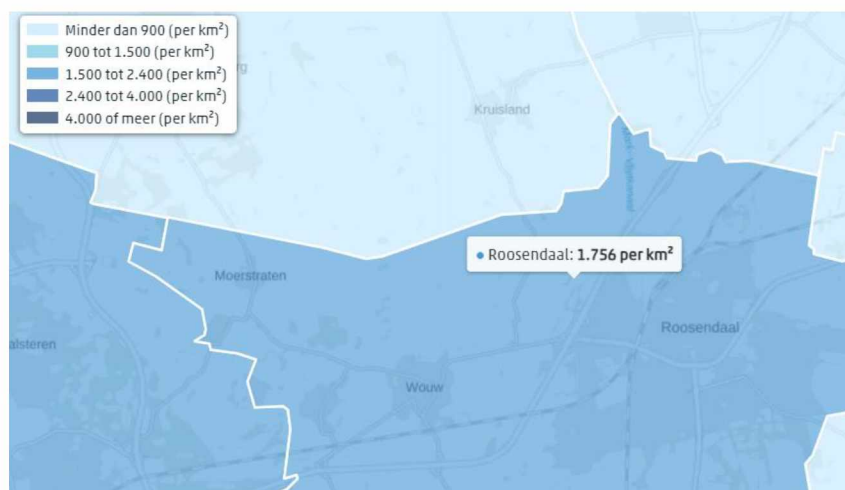 Minder dan 900 (per km²)
900 tot 1.500 (per km²)
1.500 tot 2.400 (per km²)
2.400 tot 4.000 (per km²)
4.000 of meer (per km²)
Kruisland
Roosendaal: 1.756 per km²
Moerstraten
Roosendaal
alsteren
Wouw